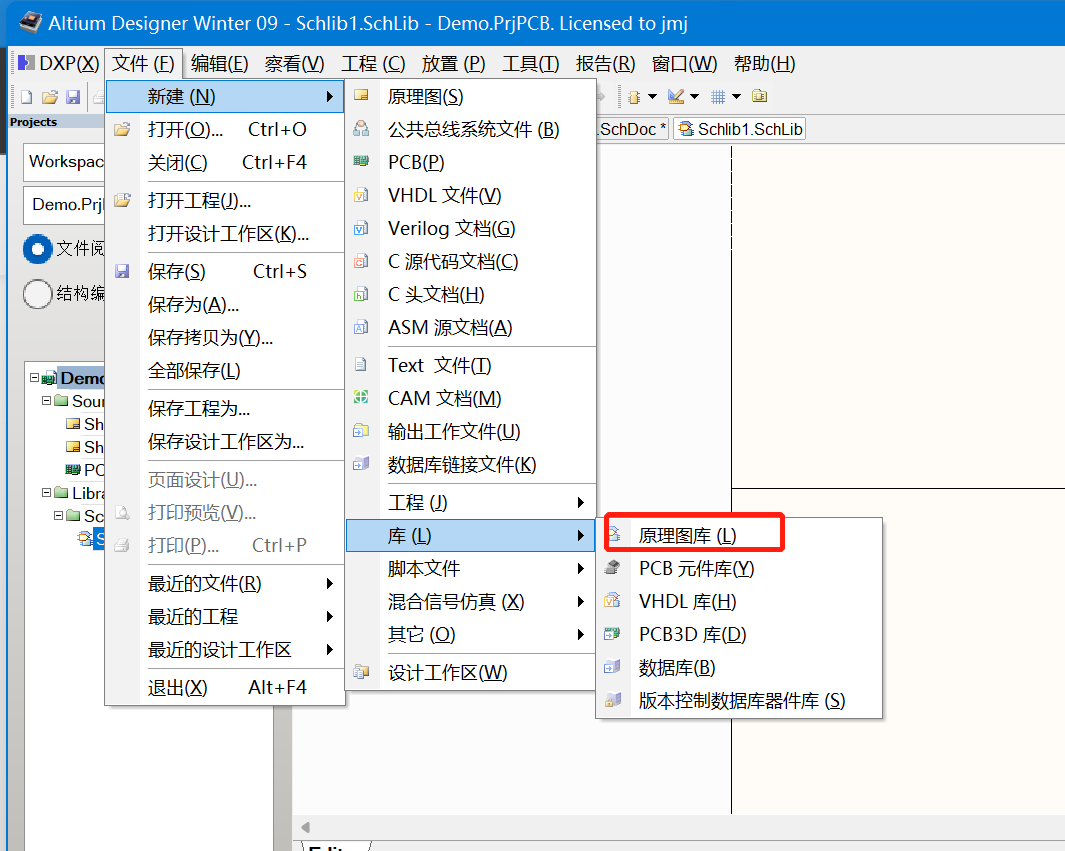 Altium Designer Winter 09 - Schlib1.SchLib - Demo.PrjPCB. Licensed to jmj
DXP(X) 文件 (F) 编辑(E) 察看(V) 工程 (C) 放置 (P) 工具(T) 报告(R) 窗口(W) 帮助(H)
.SchDoc * Schlib1.SchLib
Projects
Workspac
Demo.Prj
文件阅
结构编
Demo
Sour
Sh
Sh
PC
Libra
Sc
S
新建 (N)
打开(O)... Ctrl+O
关闭(C) Ctrl+F4
打开工程(J)...
打开设计工作区(K)...
保存(S) Ctrl+S
保存为(A)...
保存拷贝为(Y)...
全部保存(L)
保存工程为...
保存设计工作区为...
页面设计(U)...
打印预览(V)...
打印(P)... Ctrl+P
最近的文件(R)
最近的工程
最近的设计工作区
退出(X) Alt+F4
原理图(S)
公共总线系统文件 (B)
PCB(P)
VHDL 文件(V)
Verilog 文档(G)
C 源代码文档(C)
C 头文档(H)
ASM 源文档(A)
Text 文件(T)
CAM 文档(M)
输出工作文件(U)
数据库链接文件(K)
工程 (J)
库 (L)
脚本文件
混合信号仿真 (X)
其它 (O)
设计工作区(W)
原理图库 (L)
PCB 元件库(Y)
VHDL 库(H)
PCB3D 库(D)
数据库(B)
版本控制数据库器件库 (S)